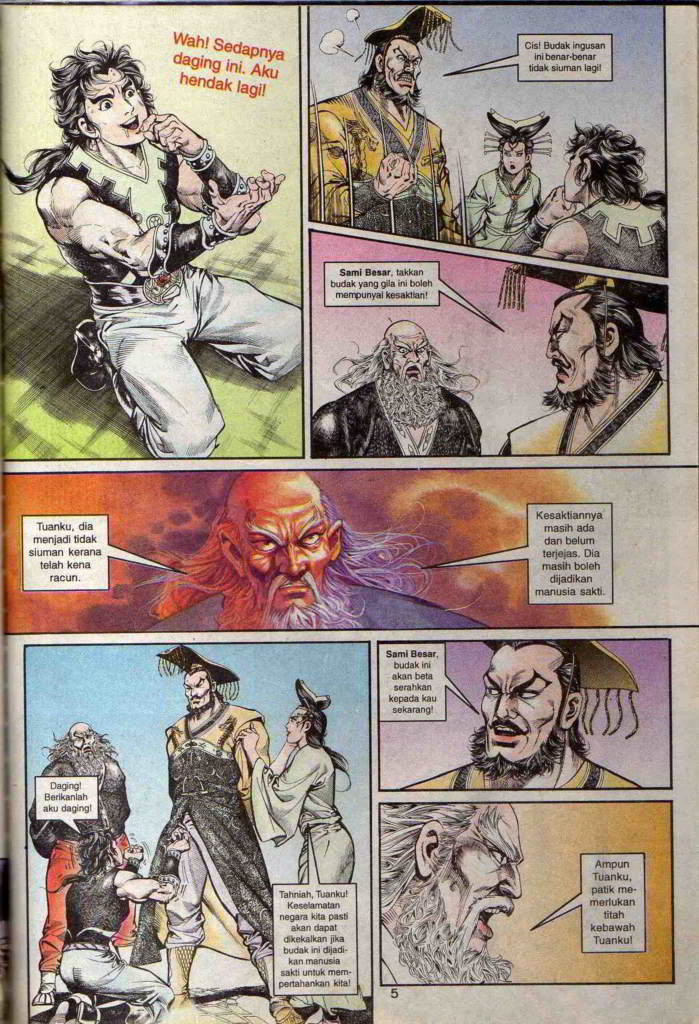 Wah! Sedapnya
daging ini. Aku
hendak lagi!
Cis! Budak ingusan
ini benar-benar
tidak siuman lagi!
Sami Besar, takkan
budak yang gila ini boleh
mempunyai kesaktian!
Tuanku, dia
menjadi tidak
siuman kerana
telah kena
racun.
Kesaktiannya
masih ada
dan belum
terjejas. Dia
masih boleh
dijadikan
manusia sakti.
Daging!
Berikanlah
aku daging!
Tahniah, Tuanku!
Keselamatan
negara kita pasti
akan dapat
dikekalkan jika
budak ini dijadikan
manusia
sakti untuk mem-
pertahankan kita!
Sami Besar,
budak ini
akan beta
serahkan
kepada kau
sekarang!
Ampun
Tuanku,
patik me-
merlukan
titah
kebawah
Tuanku!
5